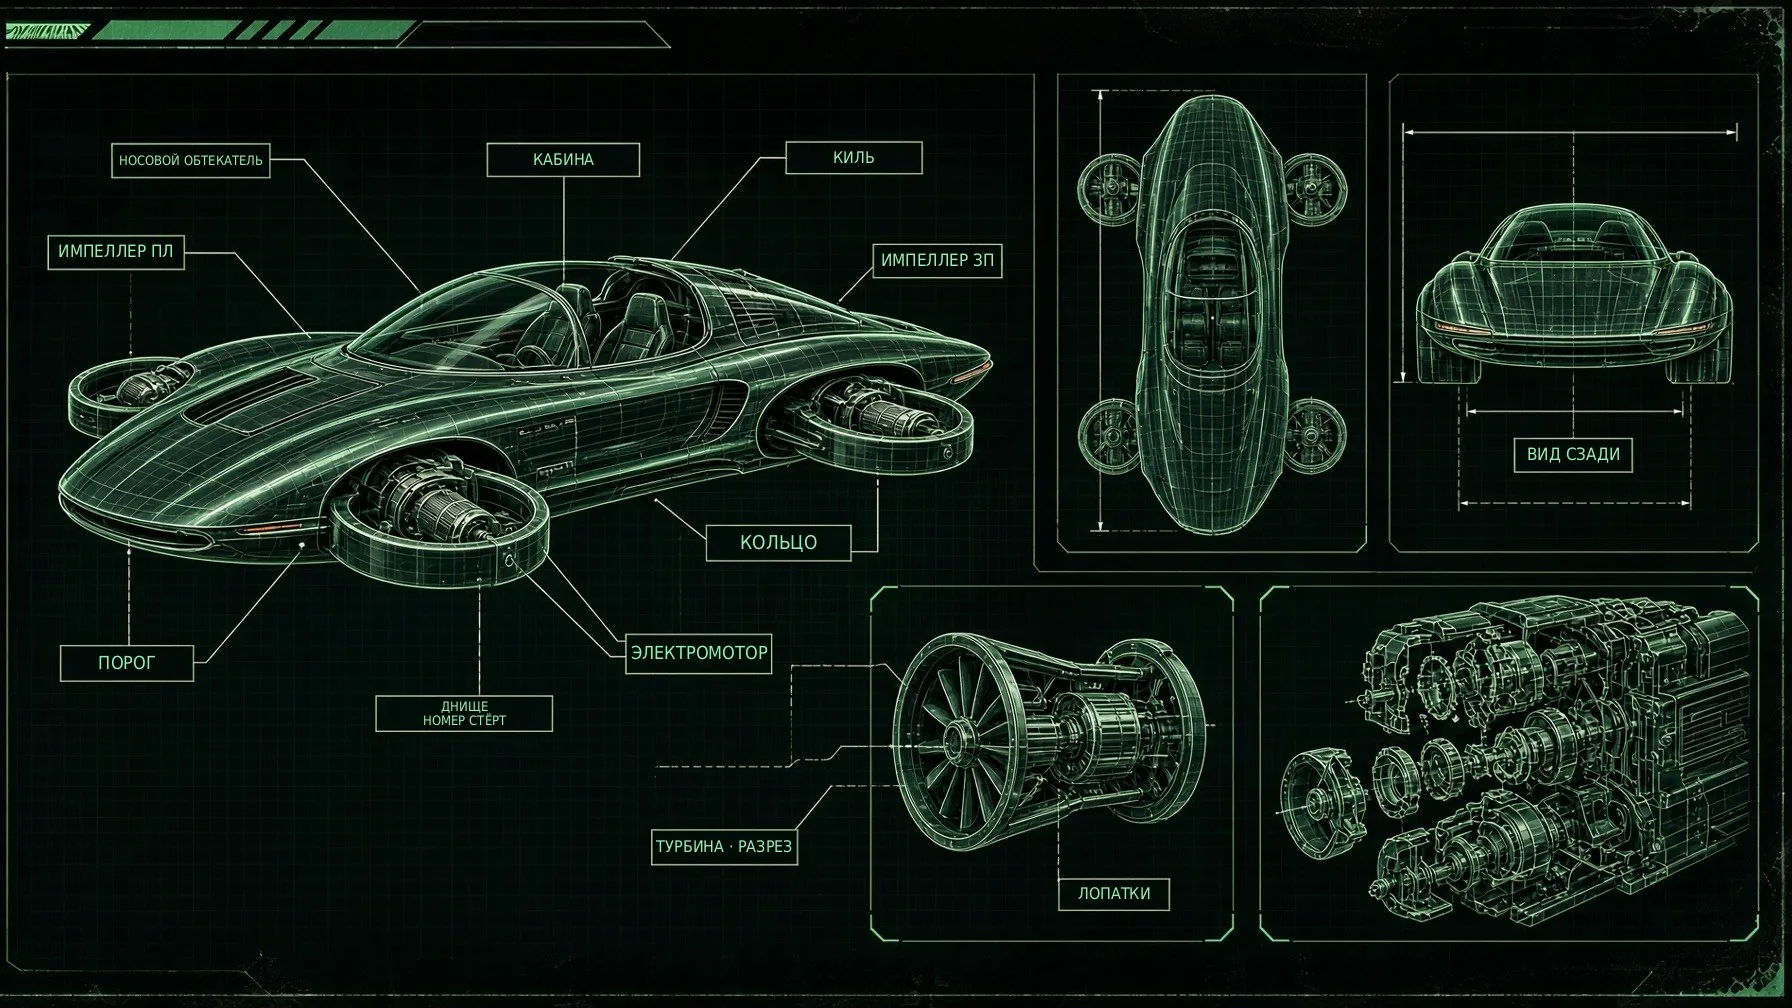 НОСОВОЙ ОБТЕКАТЕЛЬ
КАБИНА
КИЛЬ
ИМПЕЛЛЕР ПЛ
ИМПЕЛЛЕР ЗП
ВИД СЗАДИ
КОЛЬЦО
ПОРОГ
ЭЛЕКТРОМОТОР
ДНИЩЕ
НОМЕР СТЁРТ
ТУРБИНА · РАЗРЕЗ
ЛОПАТКИ